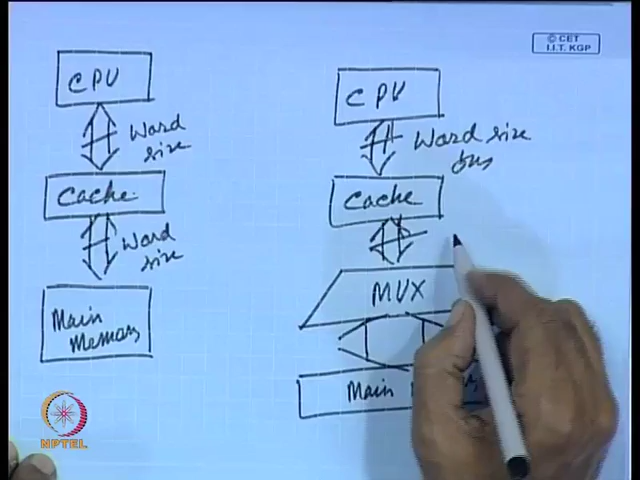 © CET
I.I.T. KGP
CPU
Word
size
Cache
Word
size
Main
Memory
CPU
Word size
bus
Cache
MUX
Main
NPTEL